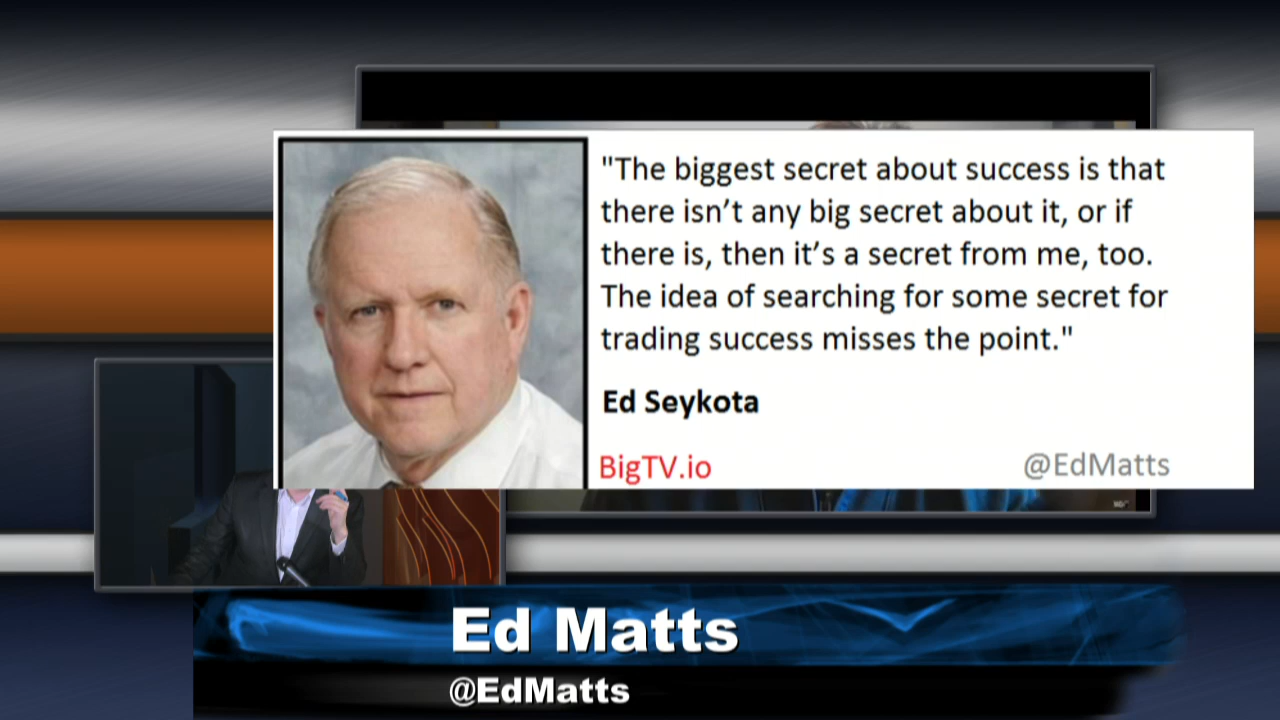 "The biggest secret about success is that
there isn’t any big secret about it, or if
there is, then it’s a secret from me, too.
The idea of searching for some secret for
trading success misses the point."
Ed Seykota
BigTV.io
@EdMatts
Ed Matts
@EdMatts